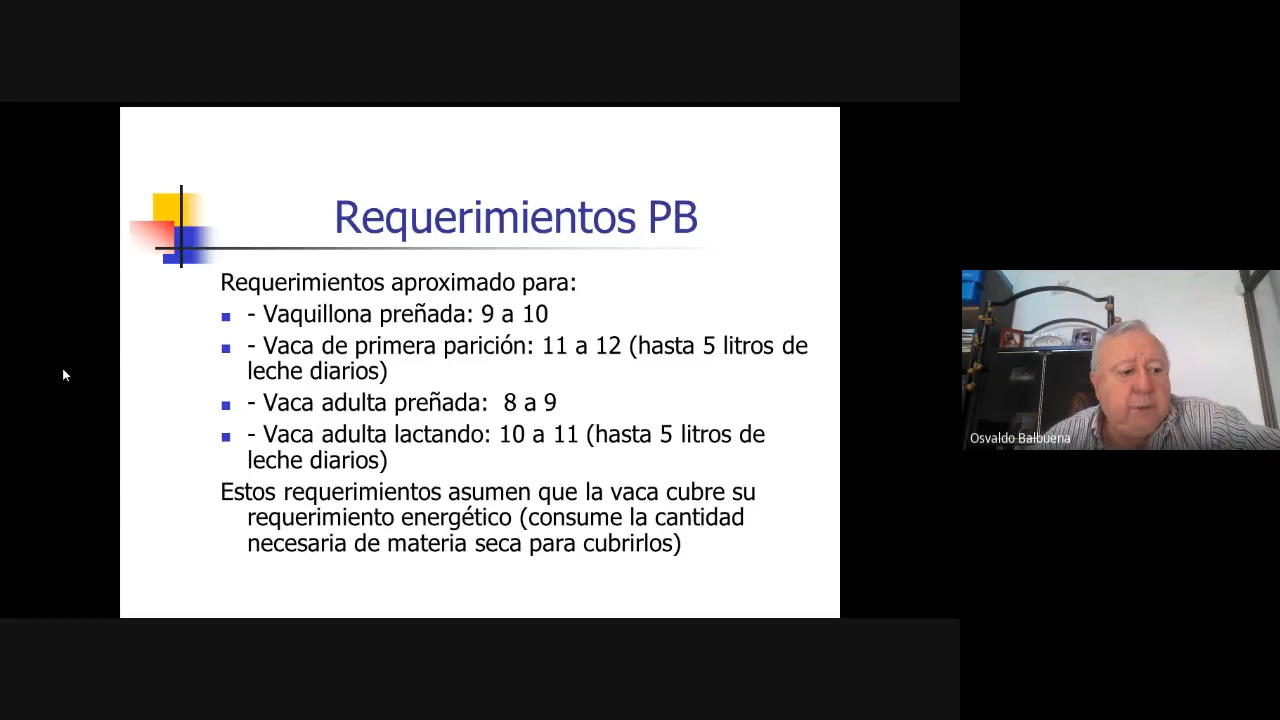 Requerimientos PB
Requerimientos aproximado para:
- Vaquillona preñada: 9 a 10
- Vaca de primera parición: 11 a 12 (hasta 5 litros de
leche diarios)
- Vaca adulta preñada: 8 a 9
- Vaca adulta lactando: 10 a 11 (hasta 5 litros de
leche diarios)
Estos requerimientos asumen que la vaca cubre su
requerimiento energético (consume la cantidad
necesaria de materia seca para cubrirlos)
Osvaldo Balbuena